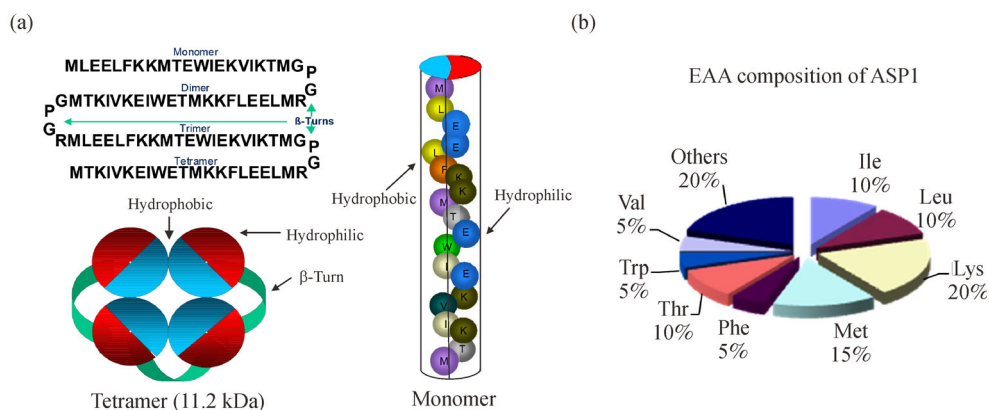 (a)
Monomer
MLEELFKKMTEWIEKVIKTMG
P
G
Dimer
GMTKIVKEIWETMKKFLEELMR
P
G
β-Turns
Trimer
RMLEELFKKMTEWIEKVIKTMG
P
G
Tetramer
MTKIVKEIWETMKKFLEELMR
Hydrophobic
Hydrophilic
β-Turn
Tetramer (11.2 kDa)
M
L
E
E
L
F
K
K
M
T
E
W
I
E
K
V
I
K
T
M
Hydrophobic
Hydrophilic
Monomer
(b)
EAA composition of ASP1
Others
20%
Ile
10%
Leu
10%
Lys
20%
Met
15%
Phe
5%
Thr
10%
Trp
5%
Val
5%